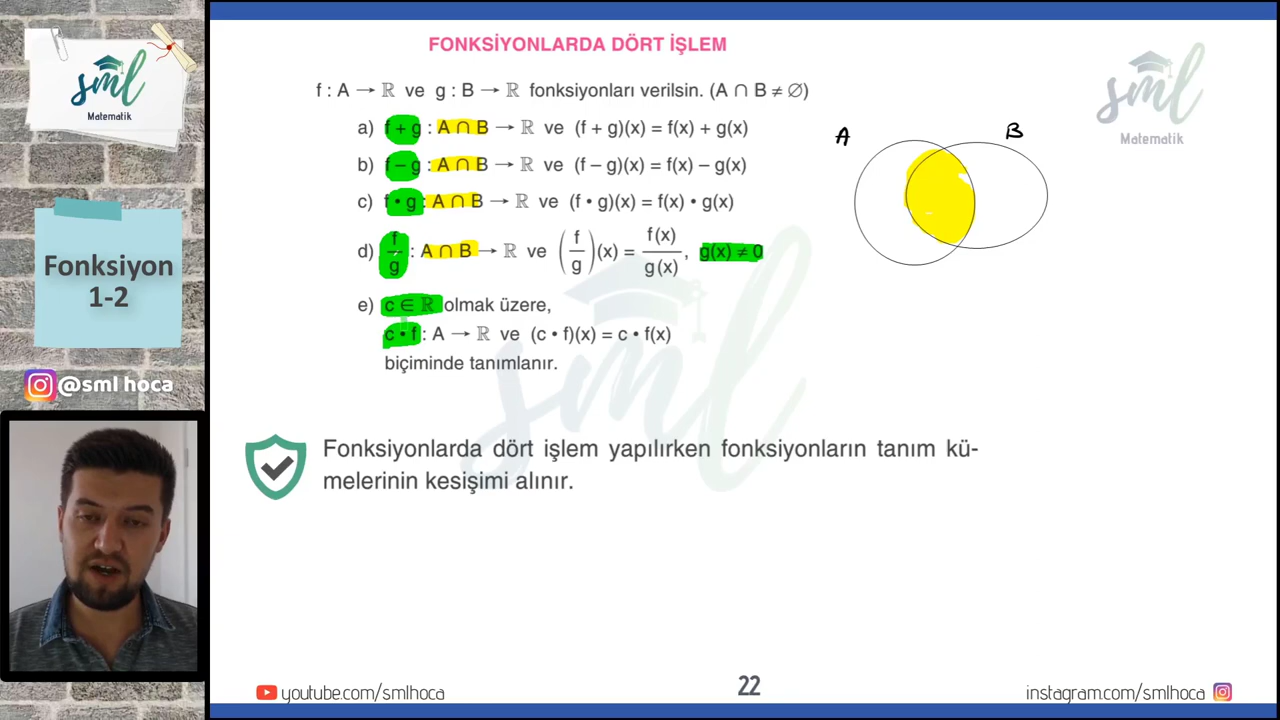 sml
Matematik
Fonksiyon
1-2
@sml hoca
FONKSİYONLARDA DÖRT İŞLEM
f : A → ℝ ve g : B → ℝ fonksiyonları verilsin. (A ∩ B ≠ ∅)
a) f + g : A ∩ B → ℝ ve (f + g)(x) = f(x) + g(x)
b) f – g : A ∩ B → ℝ ve (f – g)(x) = f(x) – g(x)
c) f • g : A ∩ B → ℝ ve (f • g)(x) = f(x) • g(x)
d) f/g : A ∩ B → ℝ ve (f/g)(x) = f(x)/g(x), g(x) ≠ 0
e) c ∈ ℝ olmak üzere,
c • f : A → ℝ ve (c • f)(x) = c • f(x)
biçiminde tanımlanır.
A
B
sml
Matematik
sml
Fonksiyonlarda dört işlem yapılırken fonksiyonların tanım kü-
melerinin kesişimi alınır.
youtube.com/smlhoca
22
instagram.com/smlhoca